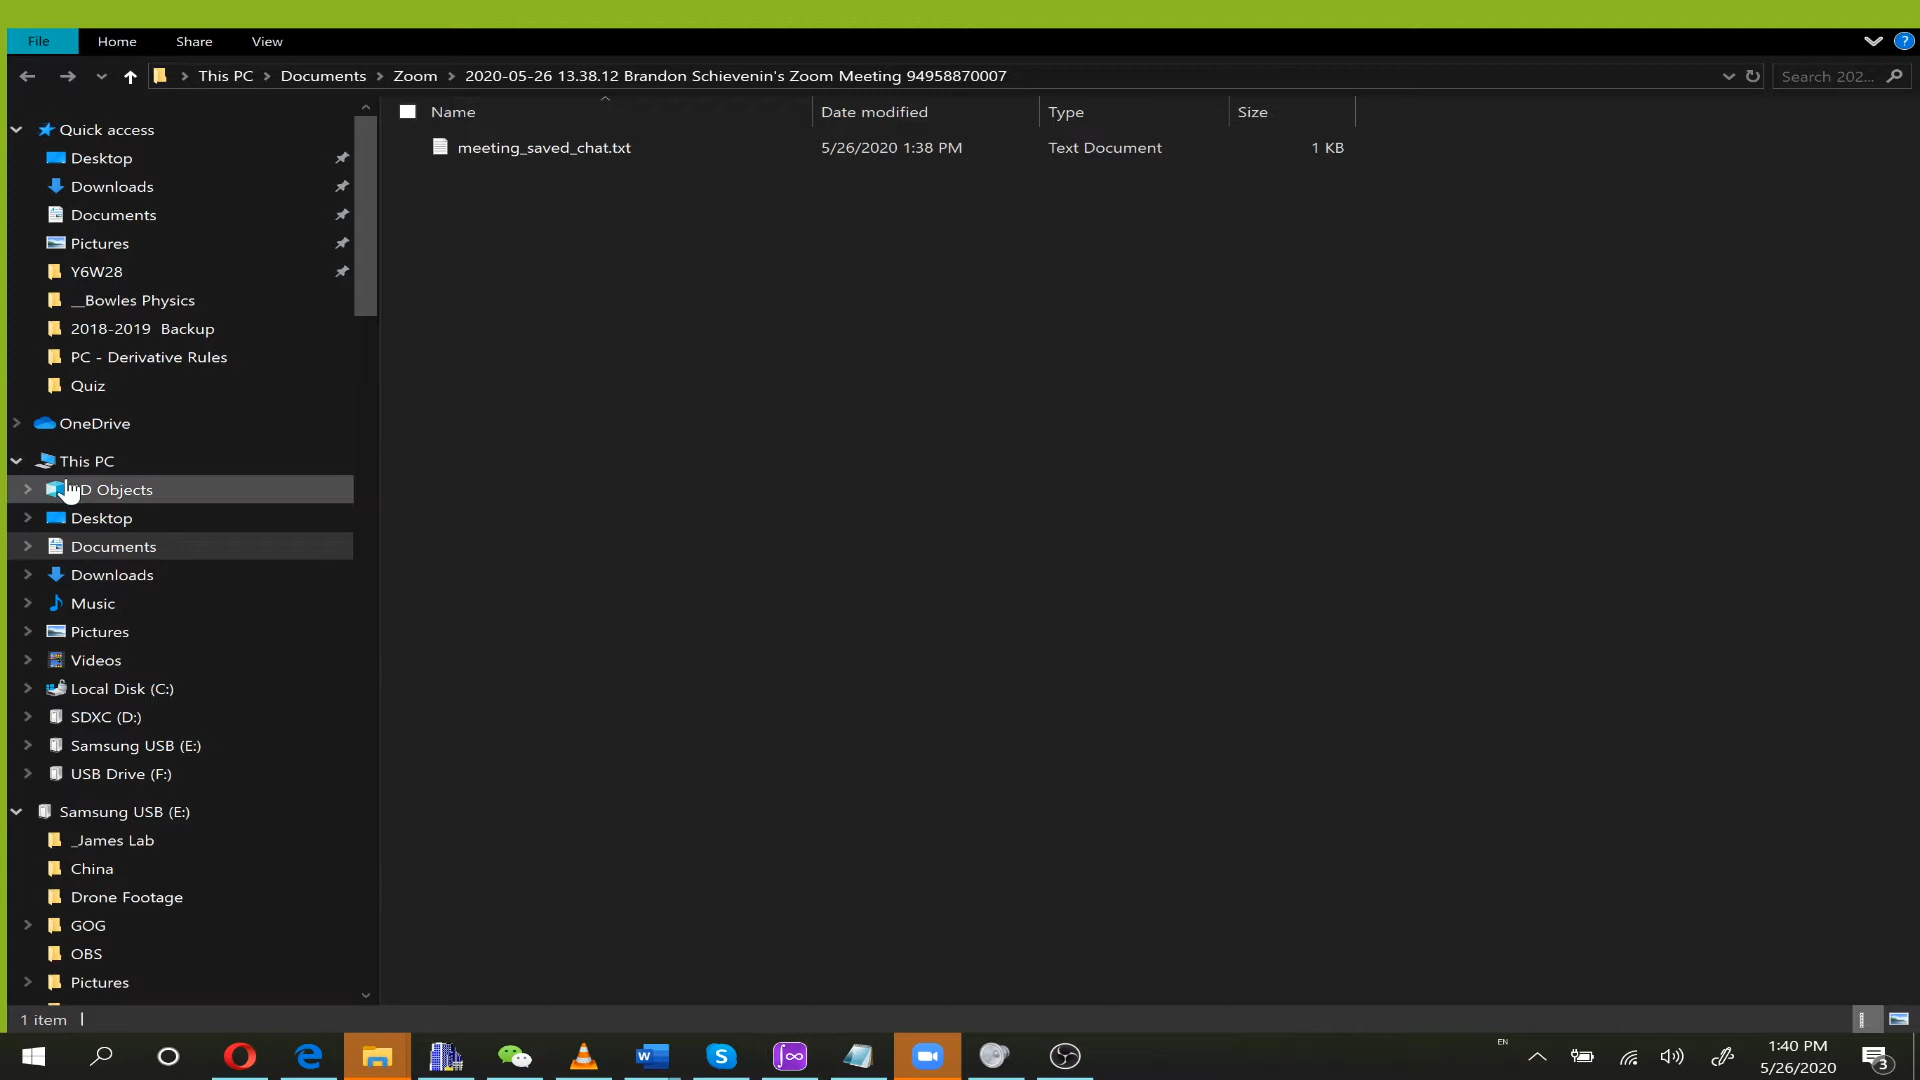 File Home Share View
This PC Documents Zoom 2020-05-26 13.38.12 Brandon Schievenin's Zoom Meeting 94958870007 Search 202...
Name Date modified Type Size
Quick access
meeting_saved_chat.txt 5/26/2020 1:38 PM Text Document 1 KB
Desktop
Downloads
Documents
Pictures
Y6W28
__Bowles Physics
2018-2019 Backup
PC - Derivative Rules
Quiz
OneDrive
This PC
D Objects
Desktop
Documents
Downloads
Music
Pictures
Videos
Local Disk (C:)
SDXC (D:)
Samsung USB (E:)
USB Drive (F:)
Samsung USB (E:)
_James Lab
China
Drone Footage
GOG
OBS
Pictures
1 item
EN
1:40 PM
5/26/2020
3